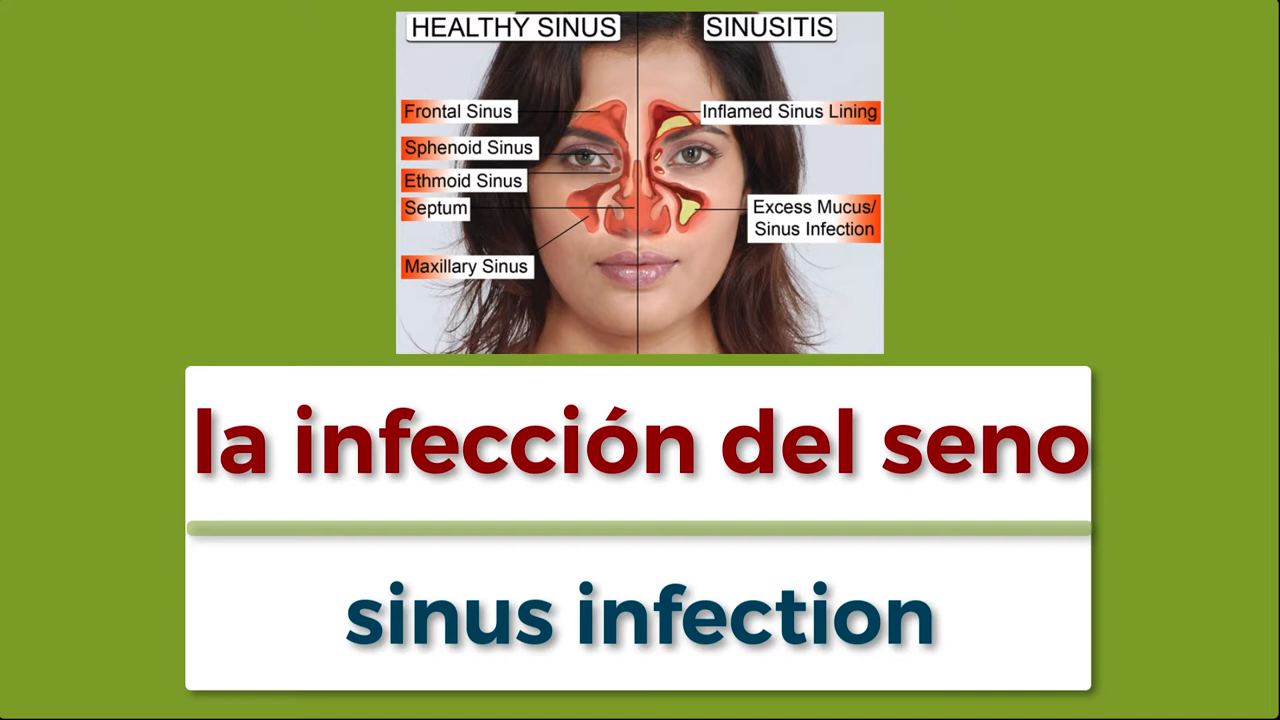 HEALTHY SINUS
SINUSITIS
Frontal Sinus
Sphenoid Sinus
Ethmoid Sinus
Septum
Maxillary Sinus
Inflamed Sinus Lining
Excess Mucus/
Sinus Infection
la infección del seno
sinus infection